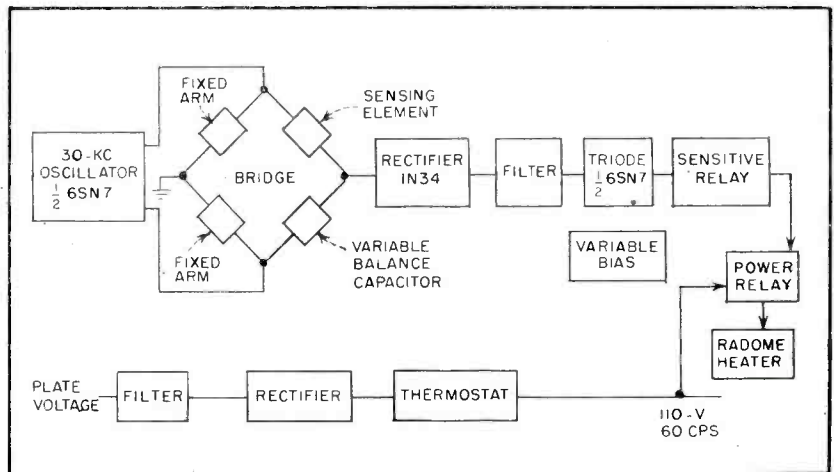 FIXED
ARM
SENSING
ELEMENT
30-KC
OSCILLATOR
1/2 6SN7
BRIDGE
RECTIFIER
IN34
FILTER
TRIODE
1/2 6SN7
SENSITIVE
RELAY
FIXED
ARM
VARIABLE
BALANCE
CAPACITOR
VARIABLE
BIAS
POWER
RELAY
RADOME
HEATER
PLATE
VOLTAGE
FILTER
RECTIFIER
THERMOSTAT
110-V
60 CPS